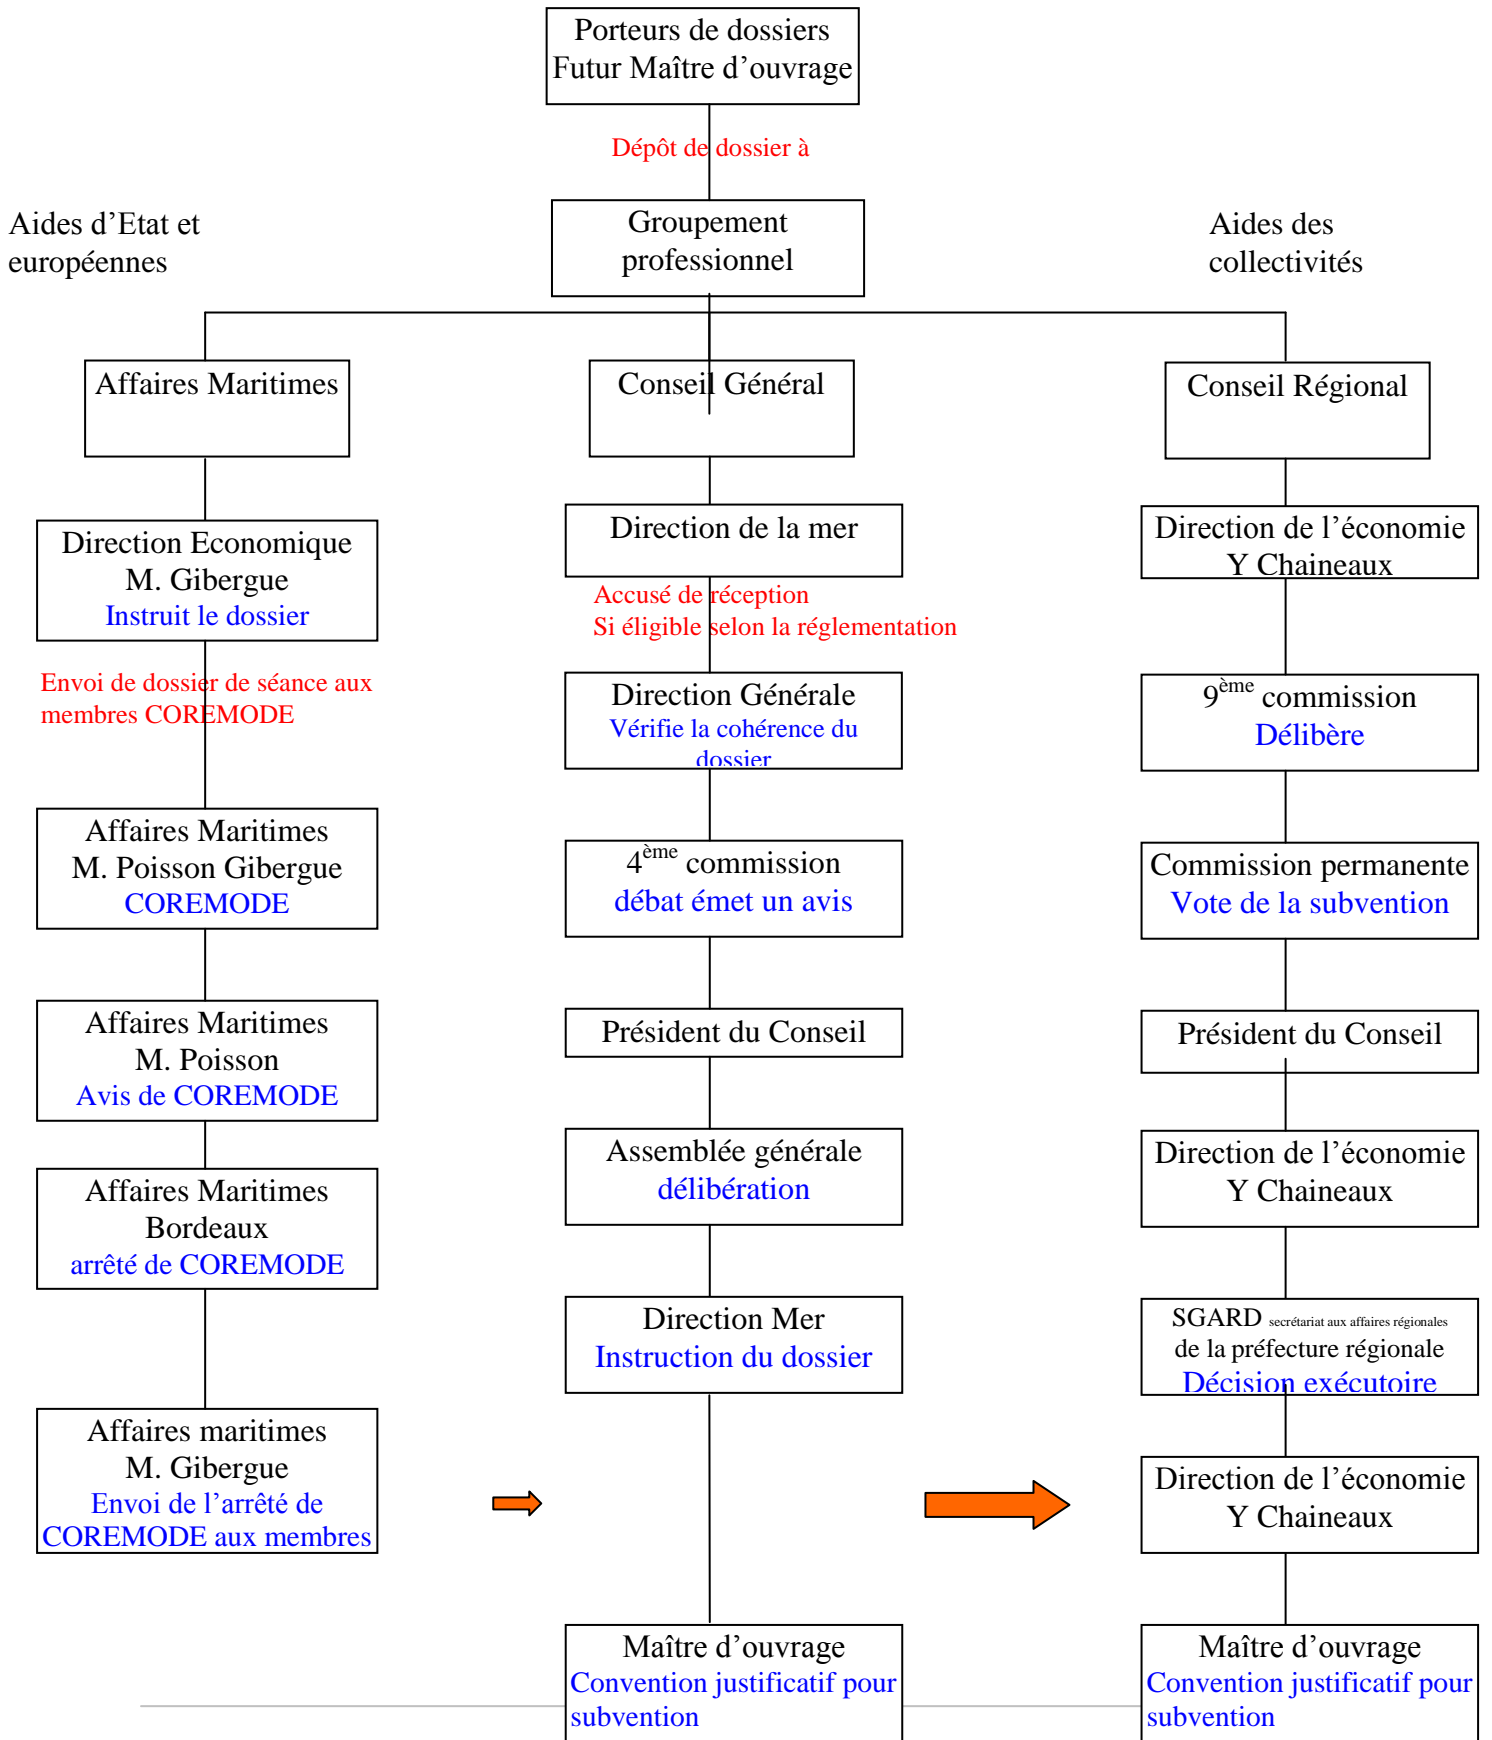 Porteurs de dossiers
Futur Maître d’ouvrage
Dépôt de dossier à
Groupement
professionnel
Aides d’Etat et
européennes
Aides des
collectivités
Affaires Maritimes
Direction Economique
M. Gibergue
Instruit le dossier
Envoi de dossier de séance aux
membres COREMODE
Affaires Maritimes
M. Poisson Gibergue
COREMODE
Affaires Maritimes
M. Poisson
Avis de COREMODE
Affaires Maritimes
Bordeaux
arrêté de COREMODE
Affaires maritimes
M. Gibergue
Envoi de l’arrêté de
COREMODE aux membres
Conseil Général
Direction de la mer
Accusé de réception
Si éligible selon la réglementation
Direction Générale
Vérifie la cohérence du
dossier
4ème commission
débat émet un avis
Président du Conseil
Assemblée générale
délibération
Direction Mer
Instruction du dossier
Maître d’ouvrage
Convention justificatif pour
subvention
Conseil Régional
Direction de l’économie
Y Chaineaux
9ème commission
Délibère
Commission permanente
Vote de la subvention
Président du Conseil
Direction de l’économie
Y Chaineaux
SGARD secrétariat aux affaires régionales
de la préfecture régionale
Décision exécutoire
Direction de l’économie
Y Chaineaux
Maître d’ouvrage
Convention justificatif pour
subvention